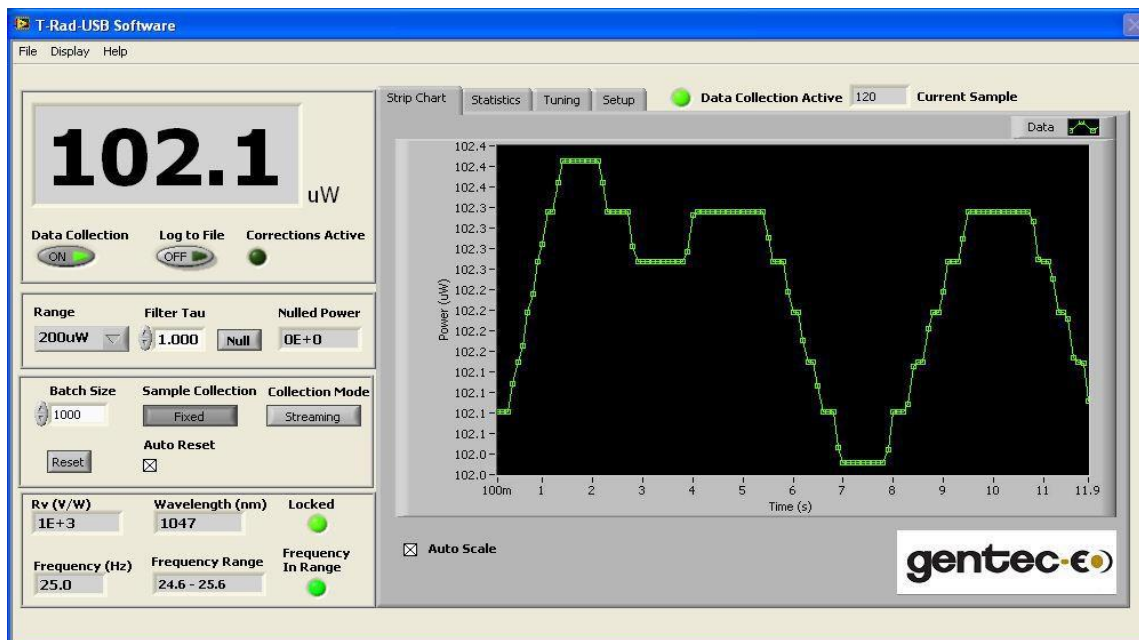 T-Rad-USB Software
File Display Help
102.1
uW
Data Collection Log to File Corrections Active
ON OFF
Range Filter Tau Nulled Power
200uW 1.000 Null 0E+0
Batch Size Sample Collection Collection Mode
1000 Fixed Streaming
Auto Reset
Reset
Rv (V/W) Wavelength (nm) Locked
1E+3 1047
Frequency (Hz) Frequency Range Frequency In Range
25.0 24.6 - 25.6
Strip Chart Statistics Tuning Setup Data Collection Active 120 Current Sample
Data
102.4
102.4
102.4
102.3
102.3
102.3
102.3
102.2
102.2
102.2
102.1
102.1
102.1
102.0
102.0
Power (uW)
100m 1 2 3 4 5 6 7 8 9 10 11 11.9
Time (s)
Auto Scale
gentec-eo